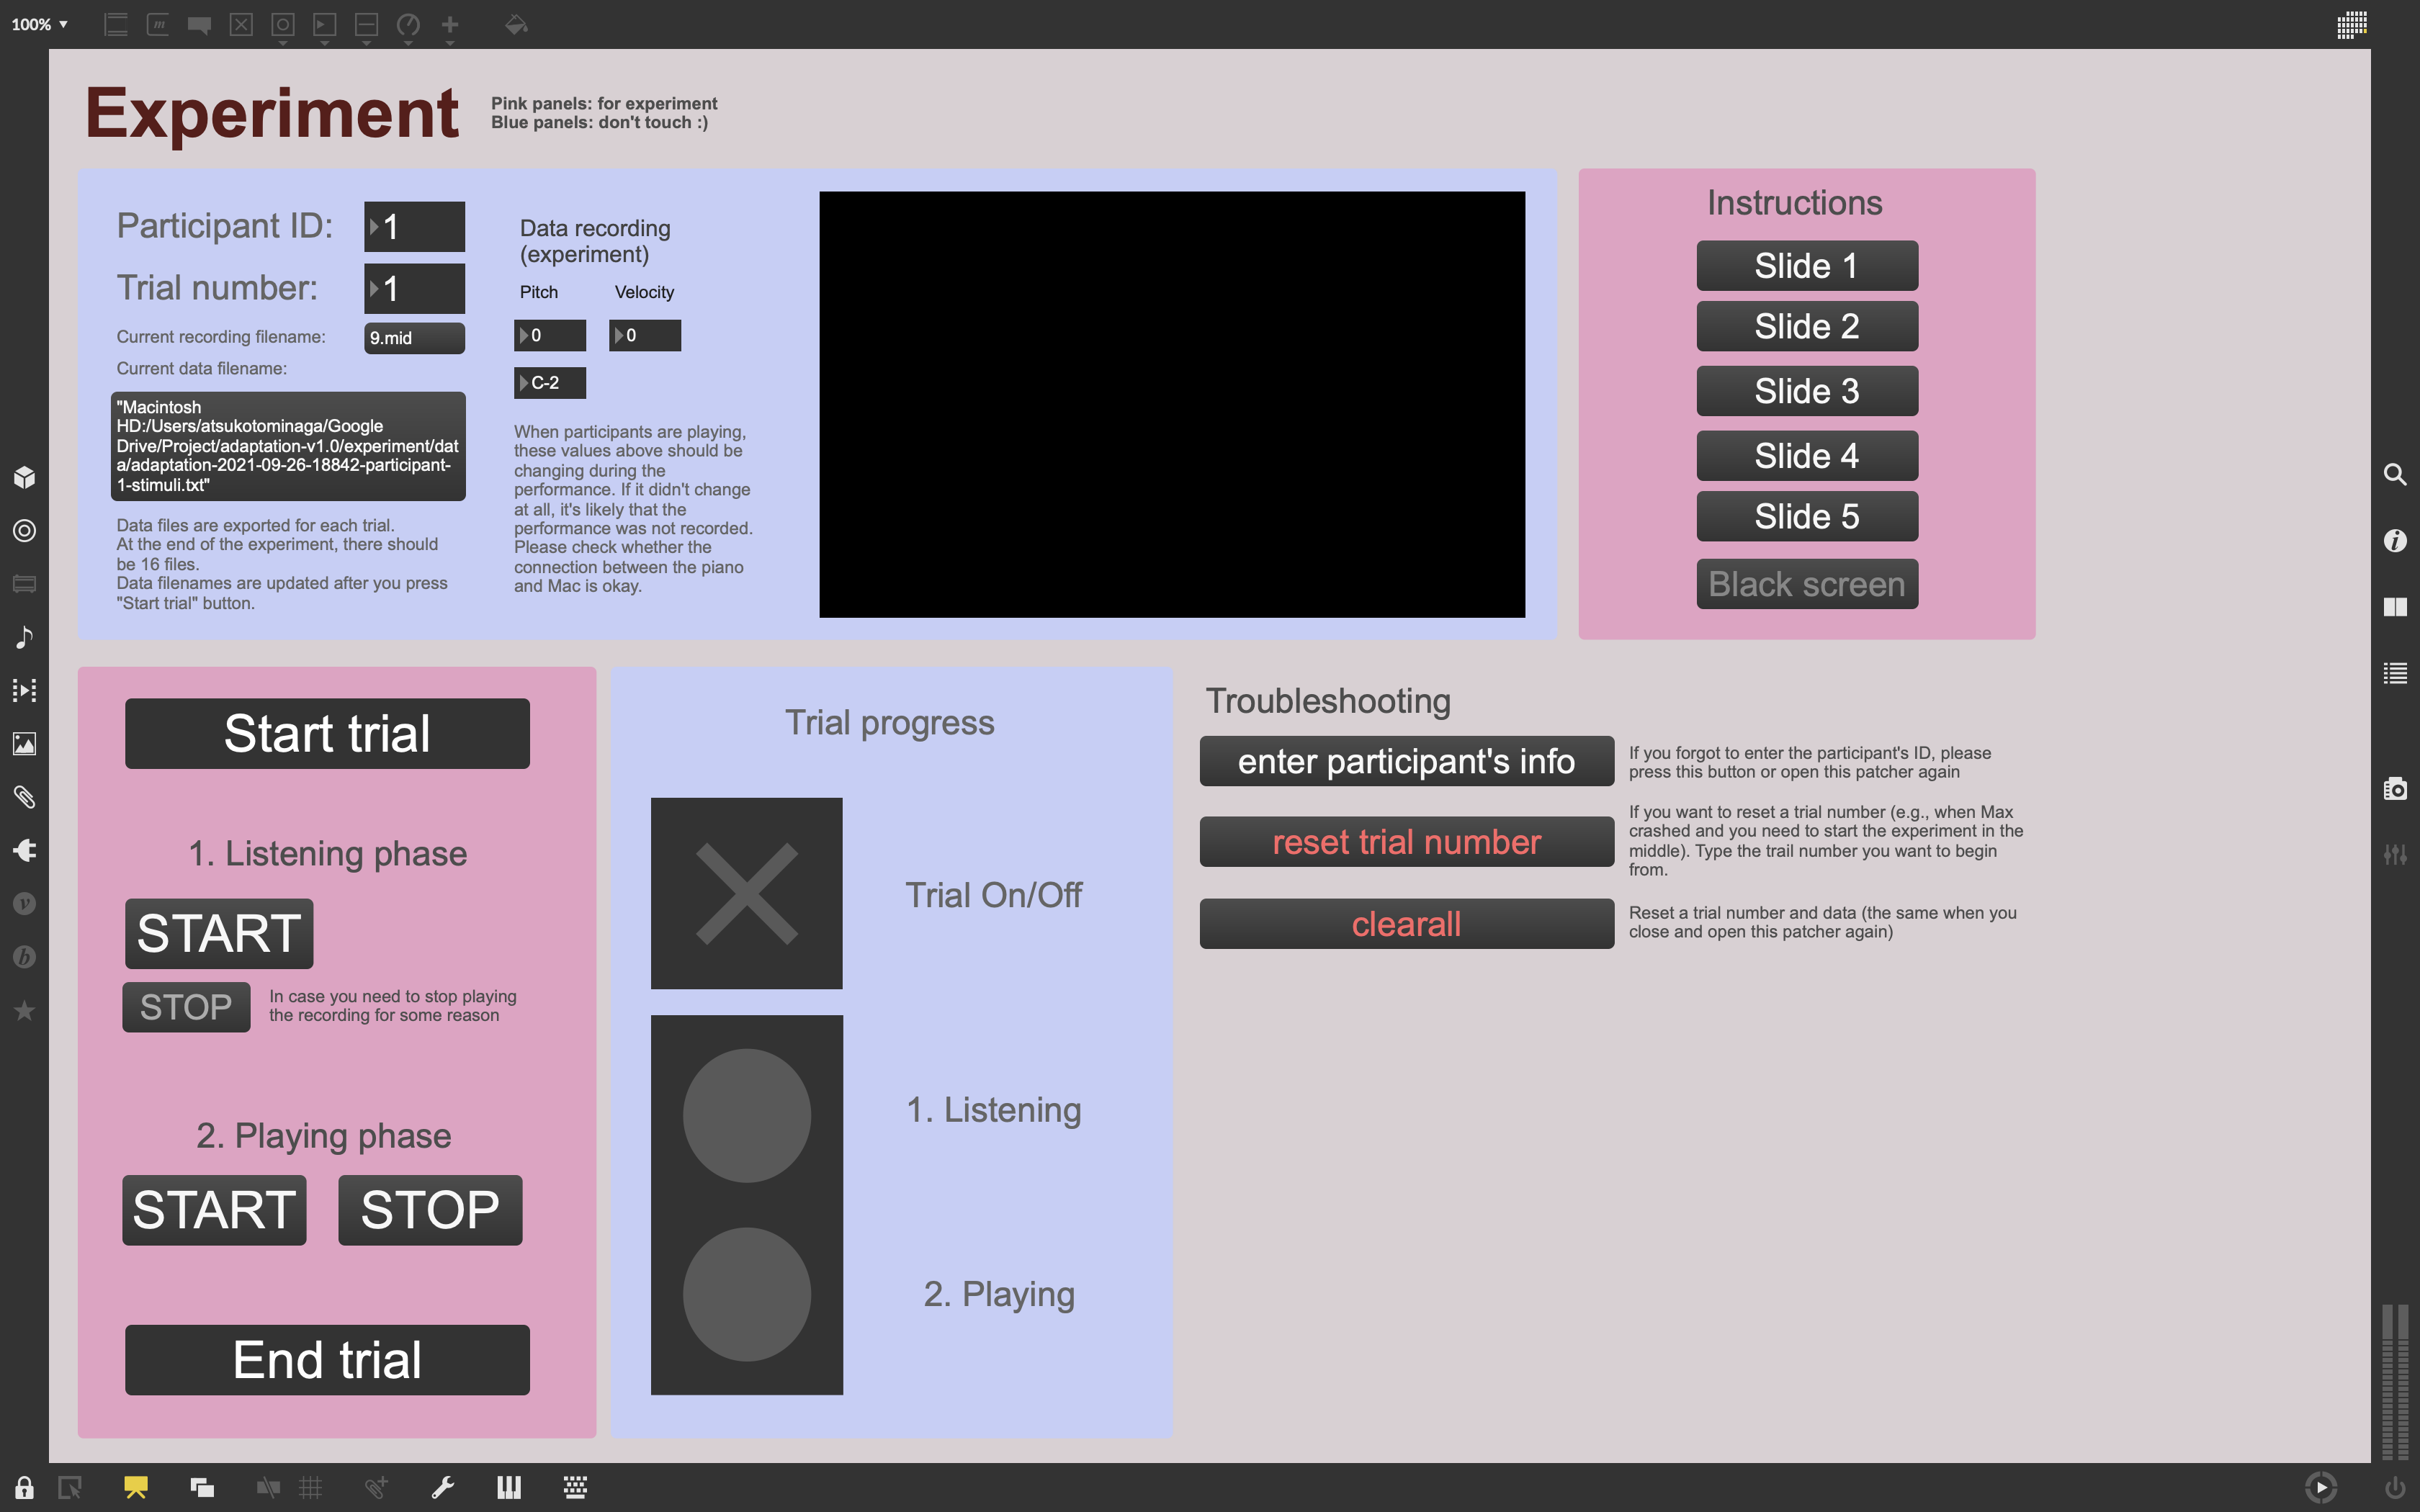 100%
Experiment
Pink panels: for experiment
Blue panels: don't touch :)
Participant ID:
1
Trial number:
1
Current recording filename:
9.mid
Current data filename:
"Macintosh
HD:/Users/atsukotominaga/Google
Drive/Project/adaptation-v1.0/experiment/dat
a/adaptation-2021-09-26-18842-participant-
1-stimuli.txt"
Data files are exported for each trial.
At the end of the experiment, there should
be 16 files.
Data filenames are updated after you press
"Start trial" button.
Data recording
(experiment)
Pitch
Velocity
0
0
C-2
When participants are playing,
these values above should be
changing during the
performance. If it didn't change
at all, it's likely that the
performance was not recorded.
Please check whether the
connection between the piano
and Mac is okay.
Instructions
Slide 1
Slide 2
Slide 3
Slide 4
Slide 5
Black screen
Start trial
1. Listening phase
START
STOP
In case you need to stop playing
the recording for some reason
2. Playing phase
START
STOP
End trial
Trial progress
Trial On/Off
1. Listening
2. Playing
Troubleshooting
enter participant's info
If you forgot to enter the participant's ID, please
press this button or open this patcher again
reset trial number
If you want to reset a trial number (e.g., when Max
crashed and you need to start the experiment in the
middle). Type the trail number you want to begin
from.
clearall
Reset a trial number and data (the same when you
close and open this patcher again)